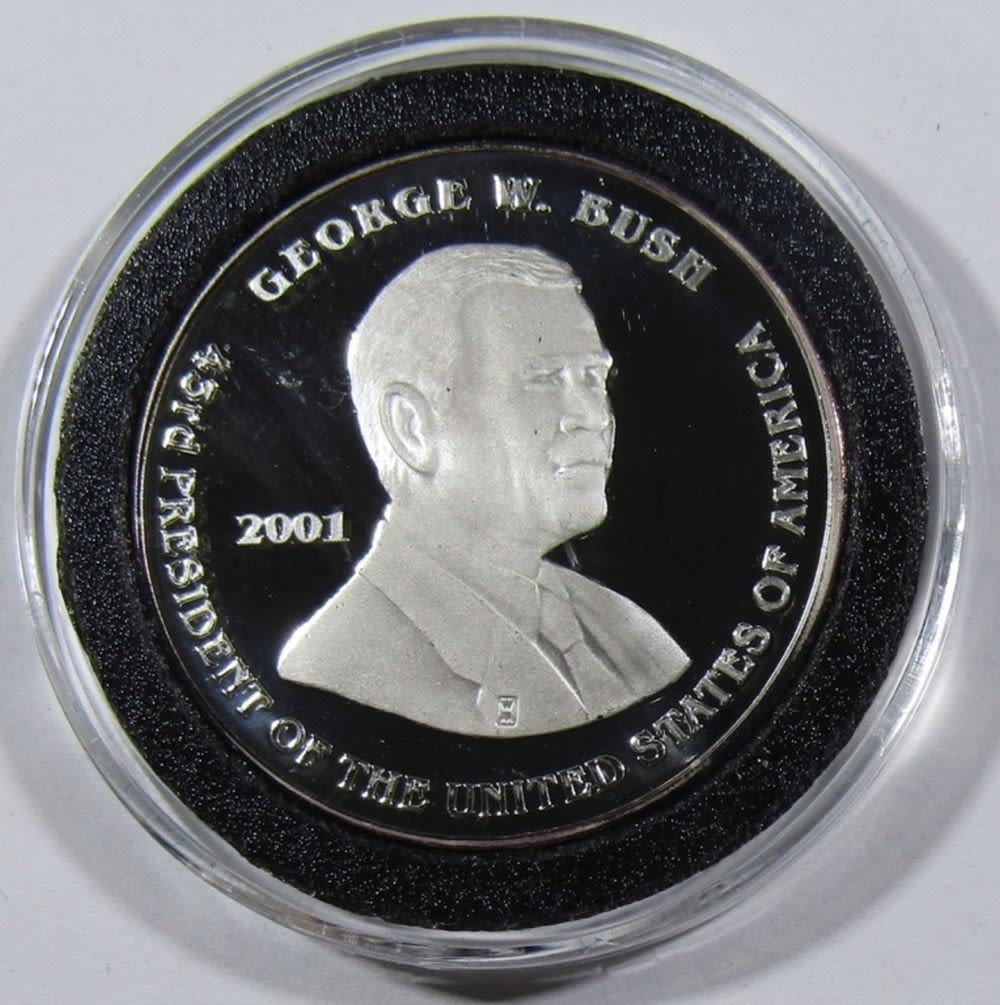 GEORGE W. BUSH
2001
43rd PRESIDENT OF THE UNITED STATES OF AMERICA